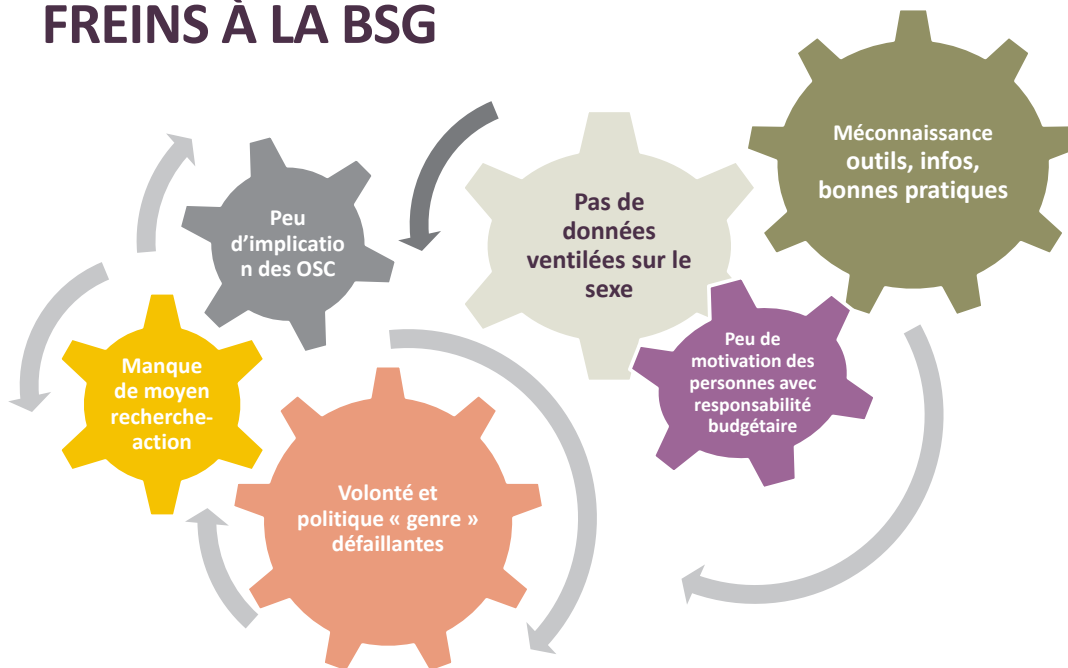 FREINS À LA BSG
Méconnaissance
outils, infos,
bonnes pratiques
Pas de
données
ventilées sur le
sexe
Peu
d’implicatio
n des OSC
Peu de
motivation des
personnes avec
responsabilité
budgétaire
Manque
de moyen
recherche-
action
Volonté et
politique « genre »
défaillantes